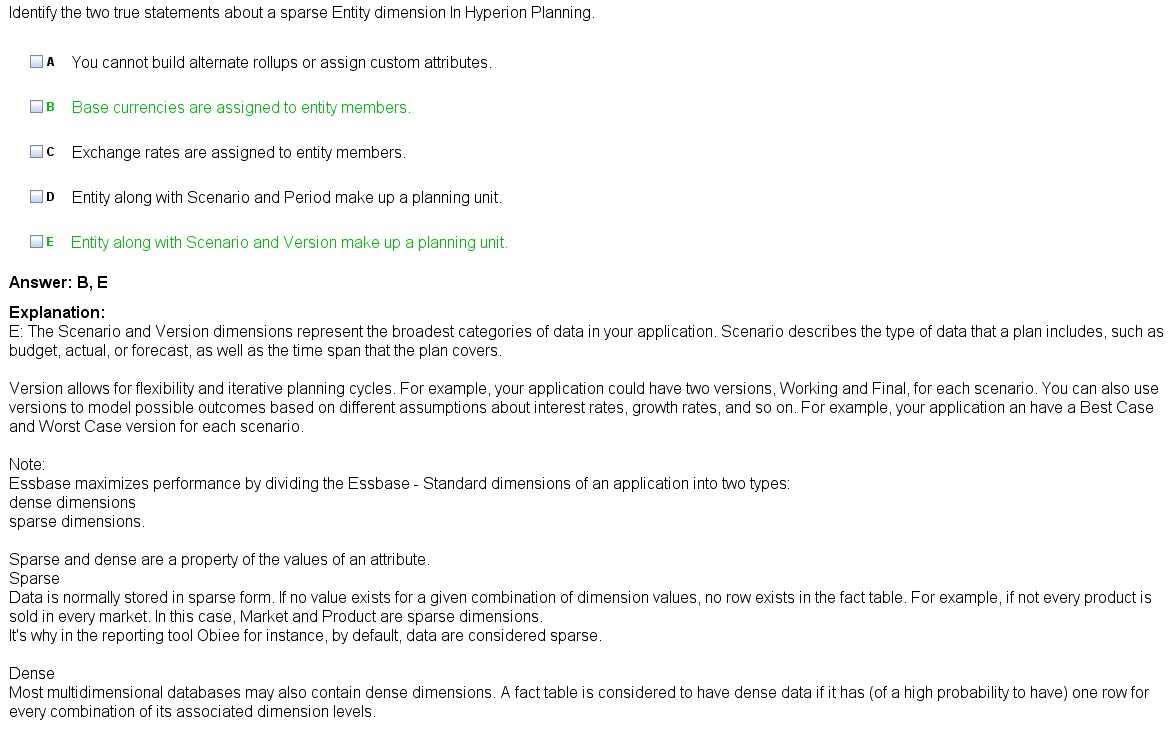 Identify the two true statements about a sparse Entity dimension In Hyperion Planning.
A You cannot build alternate rollups or assign custom attributes.
B Base currencies are assigned to entity members.
C Exchange rates are assigned to entity members.
D Entity along with Scenario and Period make up a planning unit.
E Entity along with Scenario and Version make up a planning unit.
Answer: B, E
Explanation:
E: The Scenario and Version dimensions represent the broadest categories of data in your application. Scenario describes the type of data that a plan includes, such as
budget, actual, or forecast, as well as the time span that the plan covers.
Version allows for flexibility and iterative planning cycles. For example, your application could have two versions, Working and Final, for each scenario. You can also use
versions to model possible outcomes based on different assumptions about interest rates, growth rates, and so on. For example, your application an have a Best Case
and Worst Case version for each scenario.
Note:
Essbase maximizes performance by dividing the Essbase - Standard dimensions of an application into two types:
dense dimensions
sparse dimensions.
Sparse and dense are a property of the values of an attribute.
Sparse
Data is normally stored in sparse form. If no value exists for a given combination of dimension values, no row exists in the fact table. For example, if not every product is
sold in every market. In this case, Market and Product are sparse dimensions.
It's why in the reporting tool Obiee for instance, by default, data are considered sparse.
Dense
Most multidimensional databases may also contain dense dimensions. A fact table is considered to have dense data if it has (of a high probability to have) one row for
every combination of its associated dimension levels.